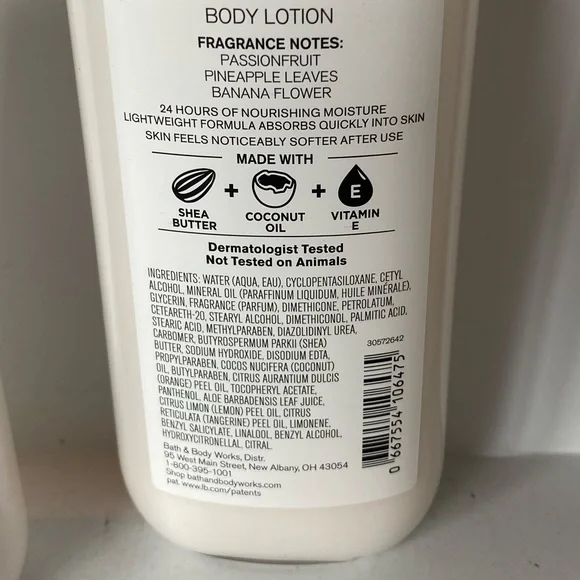 BODY LOTION
FRAGRANCE NOTES:
PASSIONFRUIT
PINEAPPLE LEAVES
BANANA FLOWER
24 HOURS OF NOURISHING MOISTURE
LIGHTWEIGHT FORMULA ABSORBS QUICKLY INTO SKIN
SKIN FEELS NOTICEABLY SOFTER AFTER USE
MADE WITH
+ + E
SHEA COCONUT VITAMIN
BUTTER OIL E
Dermatologist Tested
Not Tested on Animals
INGREDIENTS: WATER (AQUA, EAU), CYCLOPENTASILOXANE, CETYL
ALCOHOL, MINERAL OIL (PARAFFINUM LIQUIDUM, HUILE MINÉRALE),
GLYCERIN, FRAGRANCE (PARFUM), DIMETHICONE, PETROLATUM,
CETEARETH-20, STEARYL ALCOHOL, DIMETHICONOL, PALMITIC ACID,
STEARIC ACID, METHYLPARABEN, DIAZOLIDINYL UREA,
CARBOMER, BUTYROSPERMUM PARKII (SHEA)
BUTTER, SODIUM HYDROXIDE, DISODIUM EDTA,
PROPYLPARABEN, COCOS NUCIFERA (COCONUT)
OIL, BUTYLPARABEN, CITRUS AURANTIUM DULCIS
(ORANGE) PEEL OIL, TOCOPHERYL ACETATE,
PANTHENOL, ALOE BARBADENSIS LEAF JUICE,
CITRUS LIMON (LEMON) PEEL OIL, CITRUS
RETICULATA (TANGERINE) PEEL OIL, LIMONENE,
BENZYL SALICYLATE, LINALOOL, BENZYL ALCOHOL,
HYDROXYCITRONELLAL, CITRAL.
30572642
0 667554 106475
Bath & Body Works, Distr.
95 West Main Street, New Albany, OH 43054
1-800-395-1001
Shop bathandbodyworks.com
pat. www.lb.com/patents